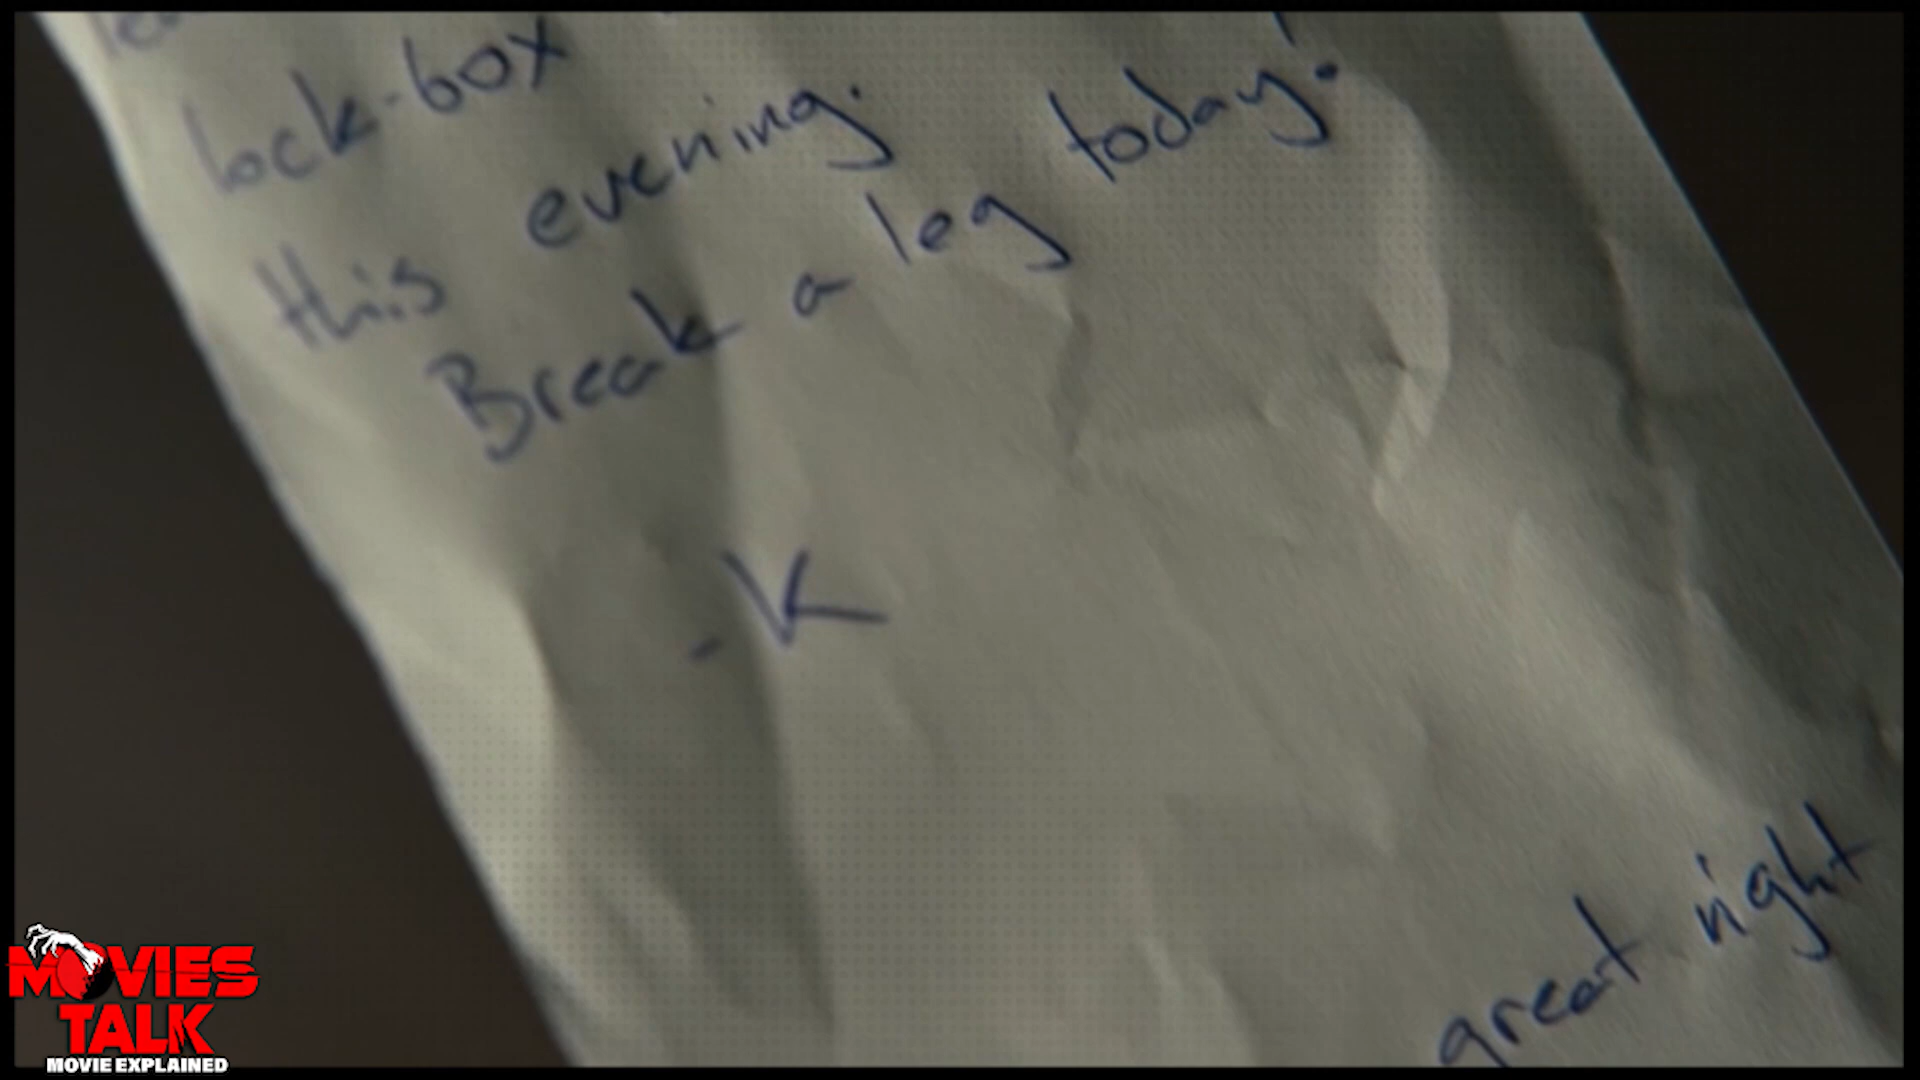 lock-box
this evening.
Break a leg today!
-K
great night
MOVIES
TALK
MOVIE EXPLAINED